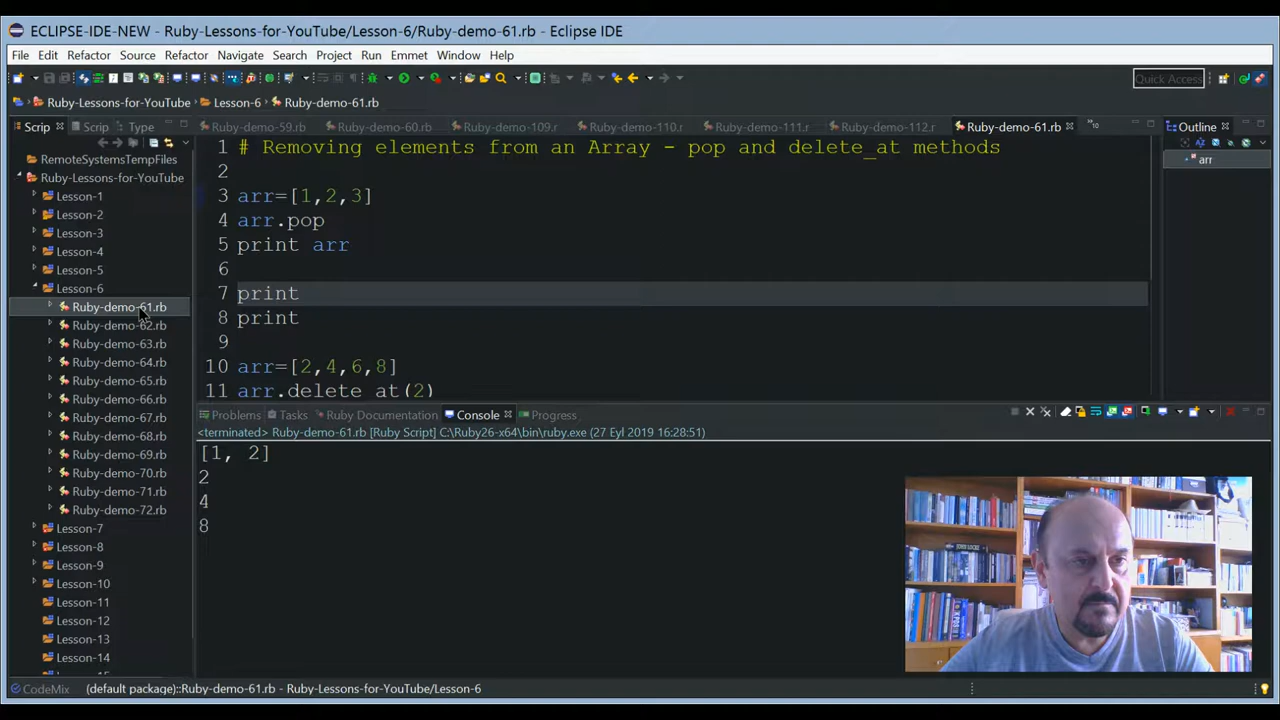 ECLIPSE-IDE-NEW - Ruby-Lessons-for-YouTube/Lesson-6/Ruby-demo-61.rb - Eclipse IDE
File Edit Refactor Source Refactor Navigate Search Project Run Emmet Window Help
Quick Access
Ruby-Lessons-for-YouTube Lesson-6 Ruby-demo-61.rb
Scrip Scrip Type
Ruby-demo-59.rb Ruby-demo-60.rb Ruby-demo-109.r Ruby-demo-110.r Ruby-demo-111.r Ruby-demo-112.r Ruby-demo-61.rb
Outline
arr
RemoteSystemsTempFiles
Ruby-Lessons-for-YouTube
Lesson-1
Lesson-2
Lesson-3
Lesson-4
Lesson-5
Lesson-6
Ruby-demo-61.rb
Ruby-demo-62.rb
Ruby-demo-63.rb
Ruby-demo-64.rb
Ruby-demo-65.rb
Ruby-demo-66.rb
Ruby-demo-67.rb
Ruby-demo-68.rb
Ruby-demo-69.rb
Ruby-demo-70.rb
Ruby-demo-71.rb
Ruby-demo-72.rb
Lesson-7
Lesson-8
Lesson-9
Lesson-10
Lesson-11
Lesson-12
Lesson-13
Lesson-14
1 # Removing elements from an Array - pop and delete_at methods
2
3 arr=[1,2,3]
4 arr.pop
5 print arr
6
7 print
8 print
9
10 arr=[2,4,6,8]
11 arr.delete_at(2)
Problems Tasks Ruby Documentation Console Progress
<terminated> Ruby-demo-61.rb [Ruby Script] C:\Ruby26-x64\bin\ruby.exe (27 Eyl 2019 16:28:51)
[1, 2]
2
4
8
CodeMix (default package)::Ruby-demo-61.rb - Ruby-Lessons-for-YouTube/Lesson-6